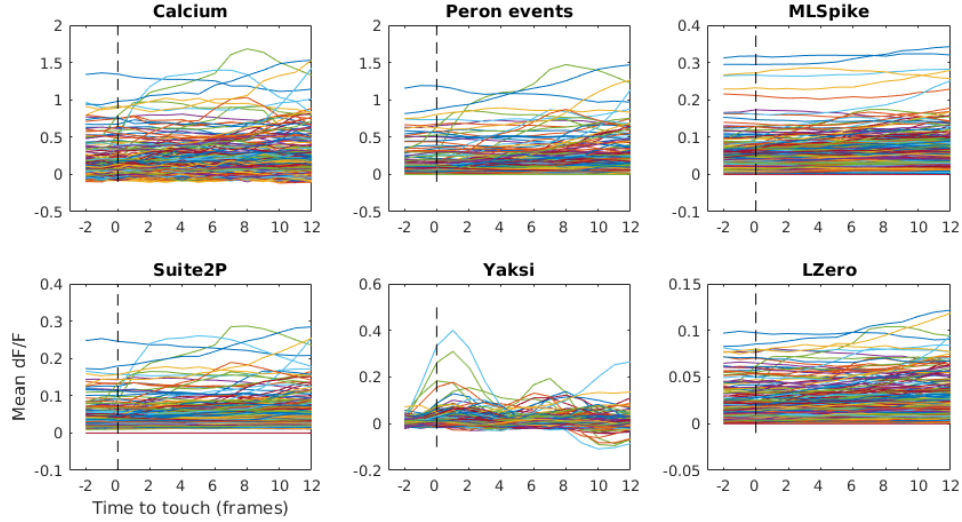 Calcium
Peron events
MLSpike
2
1.5
1
0.5
0
-0.5
-2 0 2 4 6 8 10 12
2
1.5
1
0.5
0
-0.5
-2 0 2 4 6 8 10 12
0.4
0.3
0.2
0.1
0
-0.1
-2 0 2 4 6 8 10 12
Suite2P
Yaksi
LZero
Mean dF/F
0.4
0.3
0.2
0.1
0
-0.1
-2 0 2 4 6 8 10 12
Time to touch (frames)
0.6
0.4
0.2
0
-0.2
-2 0 2 4 6 8 10 12
0.15
0.1
0.05
0
-0.05
-2 0 2 4 6 8 10 12